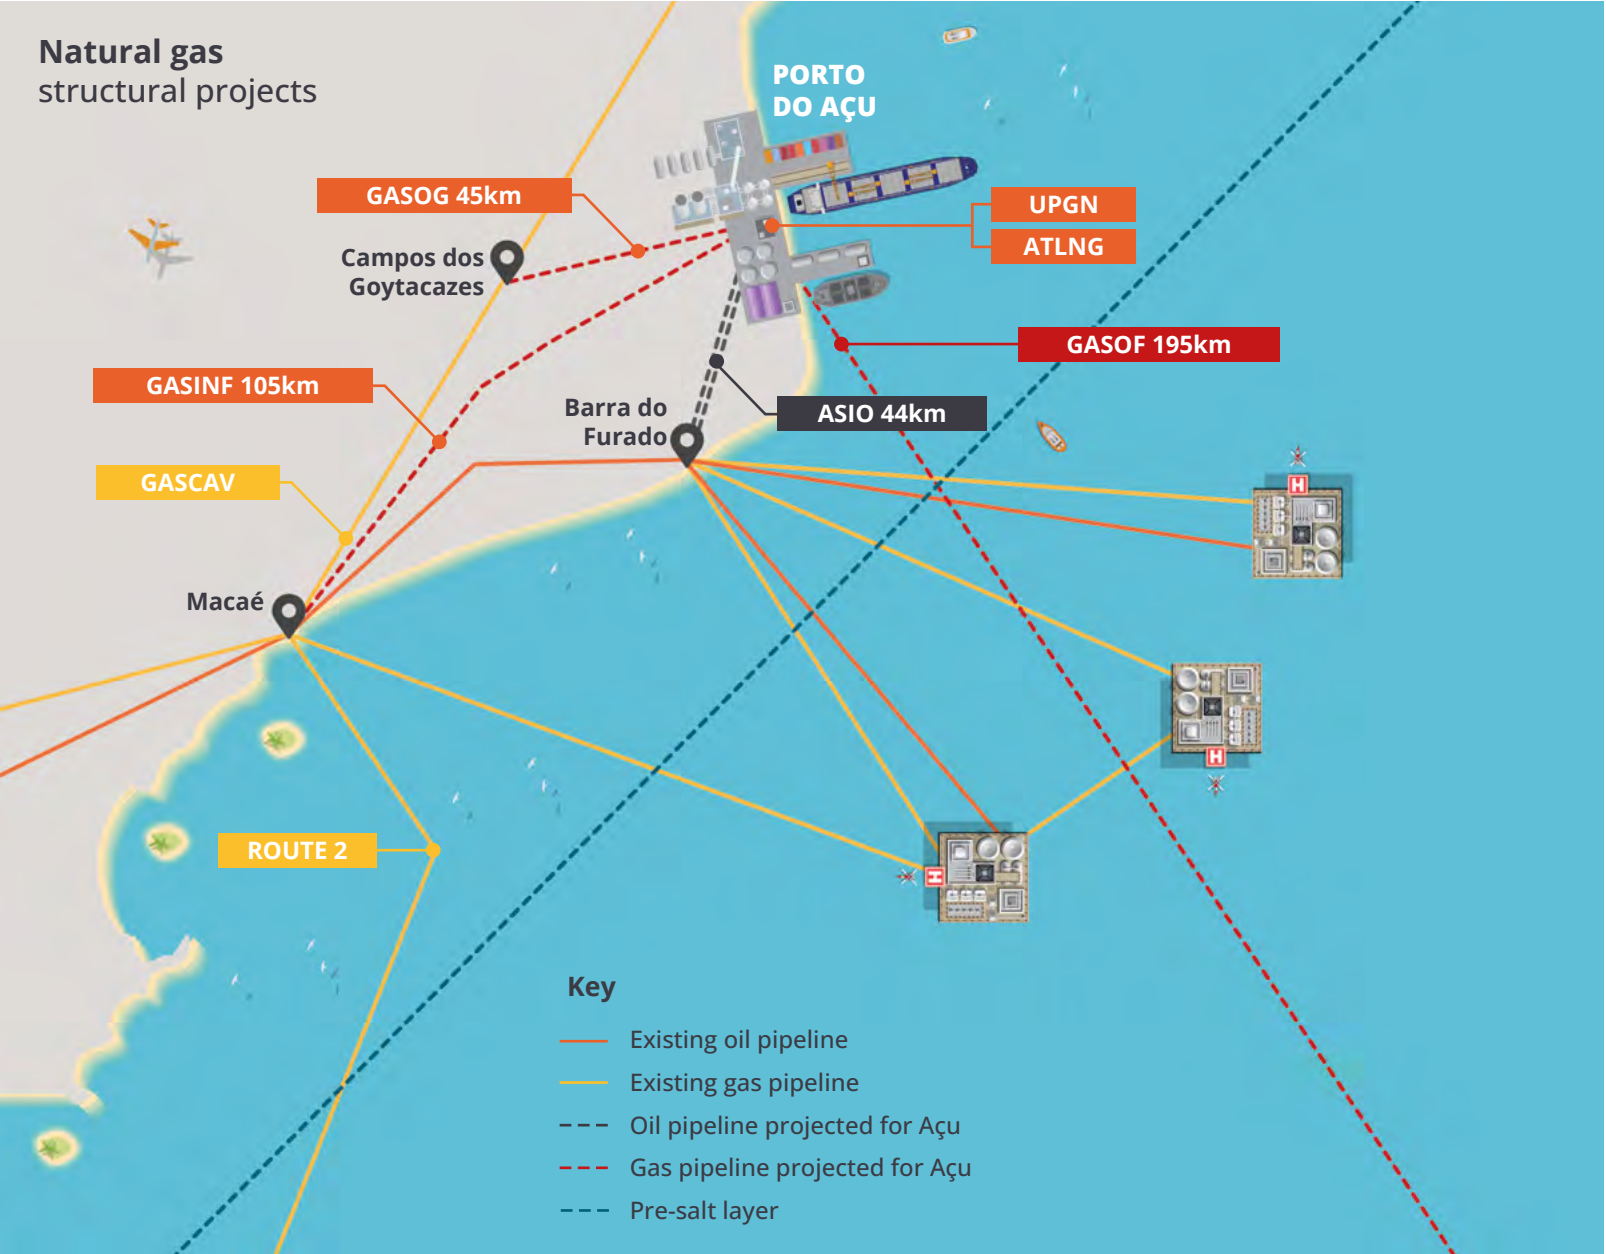 Natural gas
structural projects
PORTO
DO AÇU
GASOG 45km
UPGN
ATLNG
Campos dos
Goytacazes
GASOF 195km
GASINF 105km
Barra do
Furado
ASIO 44km
GASCAV
H
Macaé
H
ROUTE 2
H
Key
Existing oil pipeline
Existing gas pipeline
Oil pipeline projected for Açu
Gas pipeline projected for Açu
Pre-salt layer